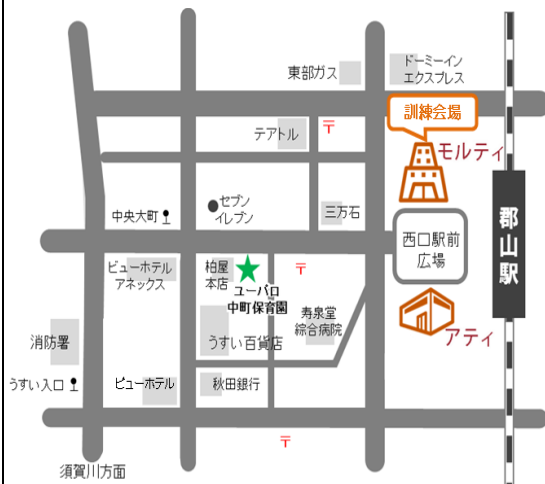 東部ガス
ドーミーイン
エクスプレス
訓練会場
テアトル
〒
モルティ
セブン
イレブン
中央大町
三万石
西口駅前
広場
郡山駅
ビューホテル
アネックス
柏屋
本店
〒
ユーパロ
中町保育園
寿泉堂
綜合病院
消防署
うすい百貨店
アティ
うすい入口
ビューホテル
秋田銀行
〒
須賀川方面